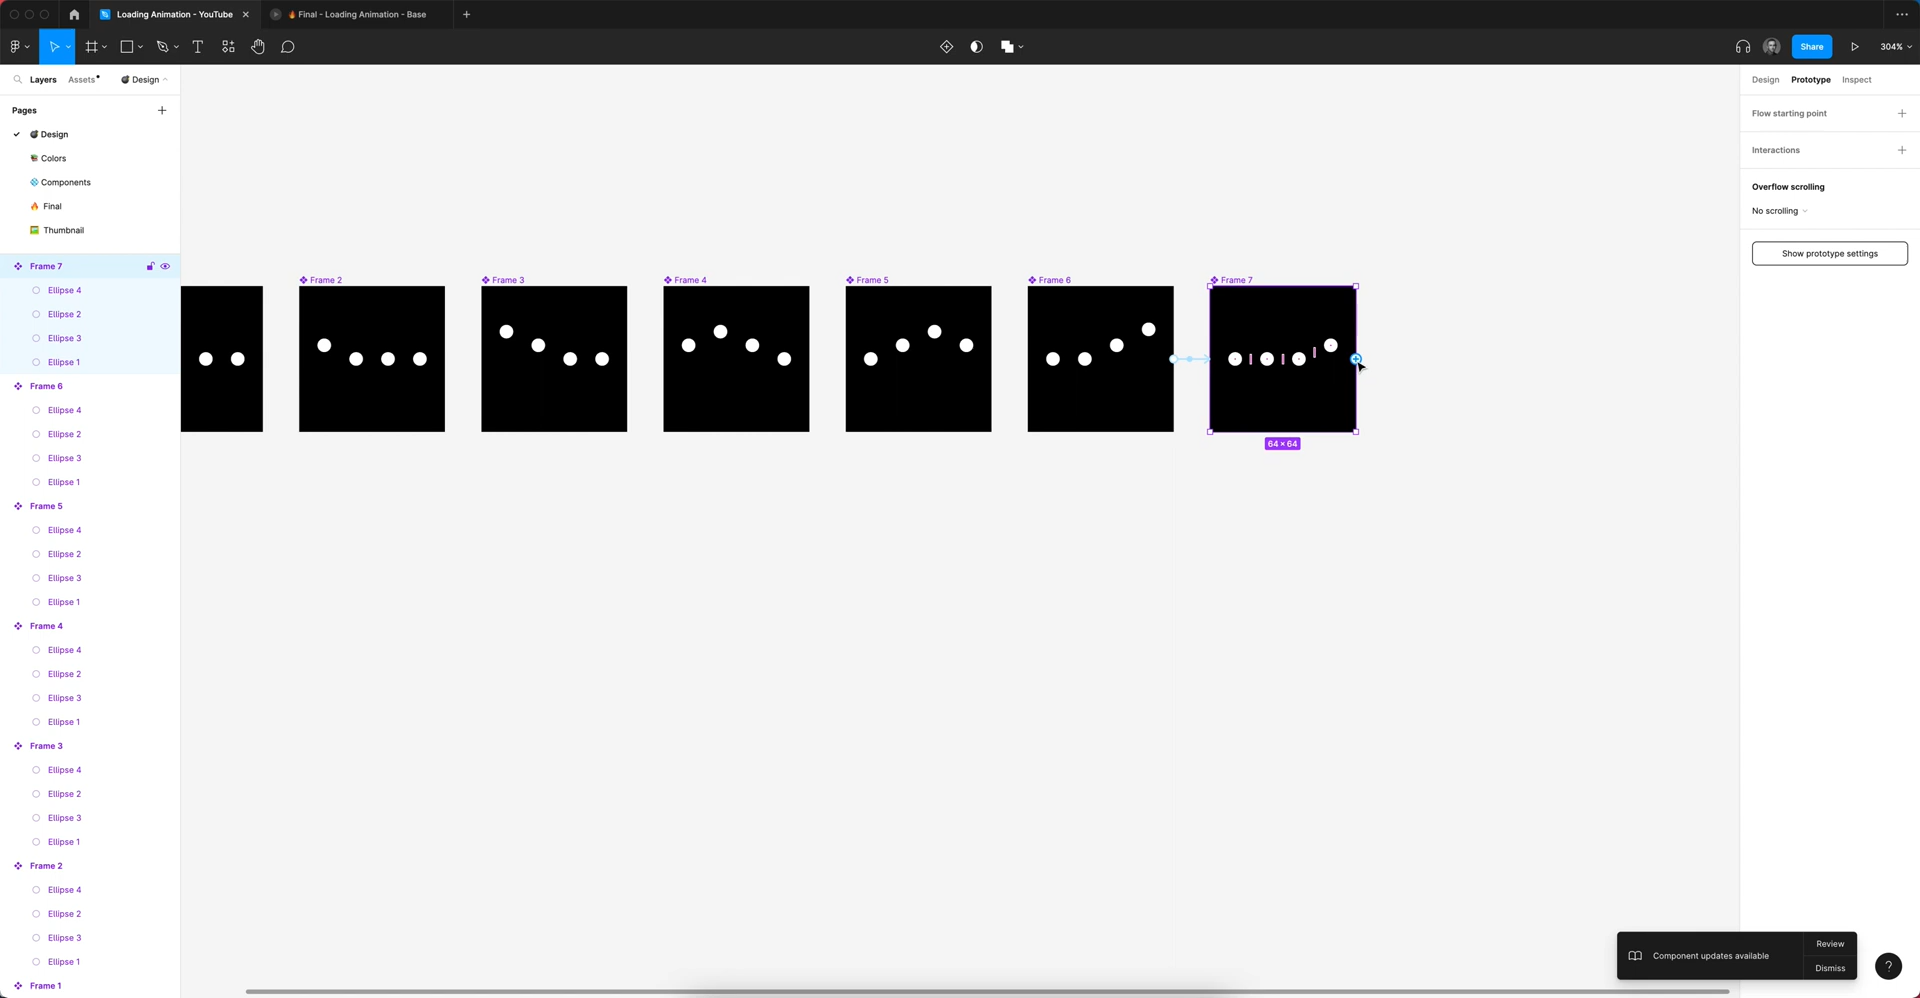 Loading Animation - YouTube
🔥 Final - Loading Animation - Base
Share
304%
Layers
Assets
Design
Pages
Design
Colors
Components
Final
Thumbnail
Frame 7
Ellipse 4
Ellipse 2
Ellipse 3
Ellipse 1
Frame 6
Ellipse 4
Ellipse 2
Ellipse 3
Ellipse 1
Frame 5
Ellipse 4
Ellipse 2
Ellipse 3
Ellipse 1
Frame 4
Ellipse 4
Ellipse 2
Ellipse 3
Ellipse 1
Frame 3
Ellipse 4
Ellipse 2
Ellipse 3
Ellipse 1
Frame 2
Ellipse 4
Ellipse 2
Ellipse 3
Ellipse 1
Frame 1
Frame 2
Frame 3
Frame 4
Frame 5
Frame 6
Frame 7
64 × 64
Design
Prototype
Inspect
Flow starting point
Interactions
Overflow scrolling
No scrolling
Show prototype settings
Component updates available
Review
Dismiss
?